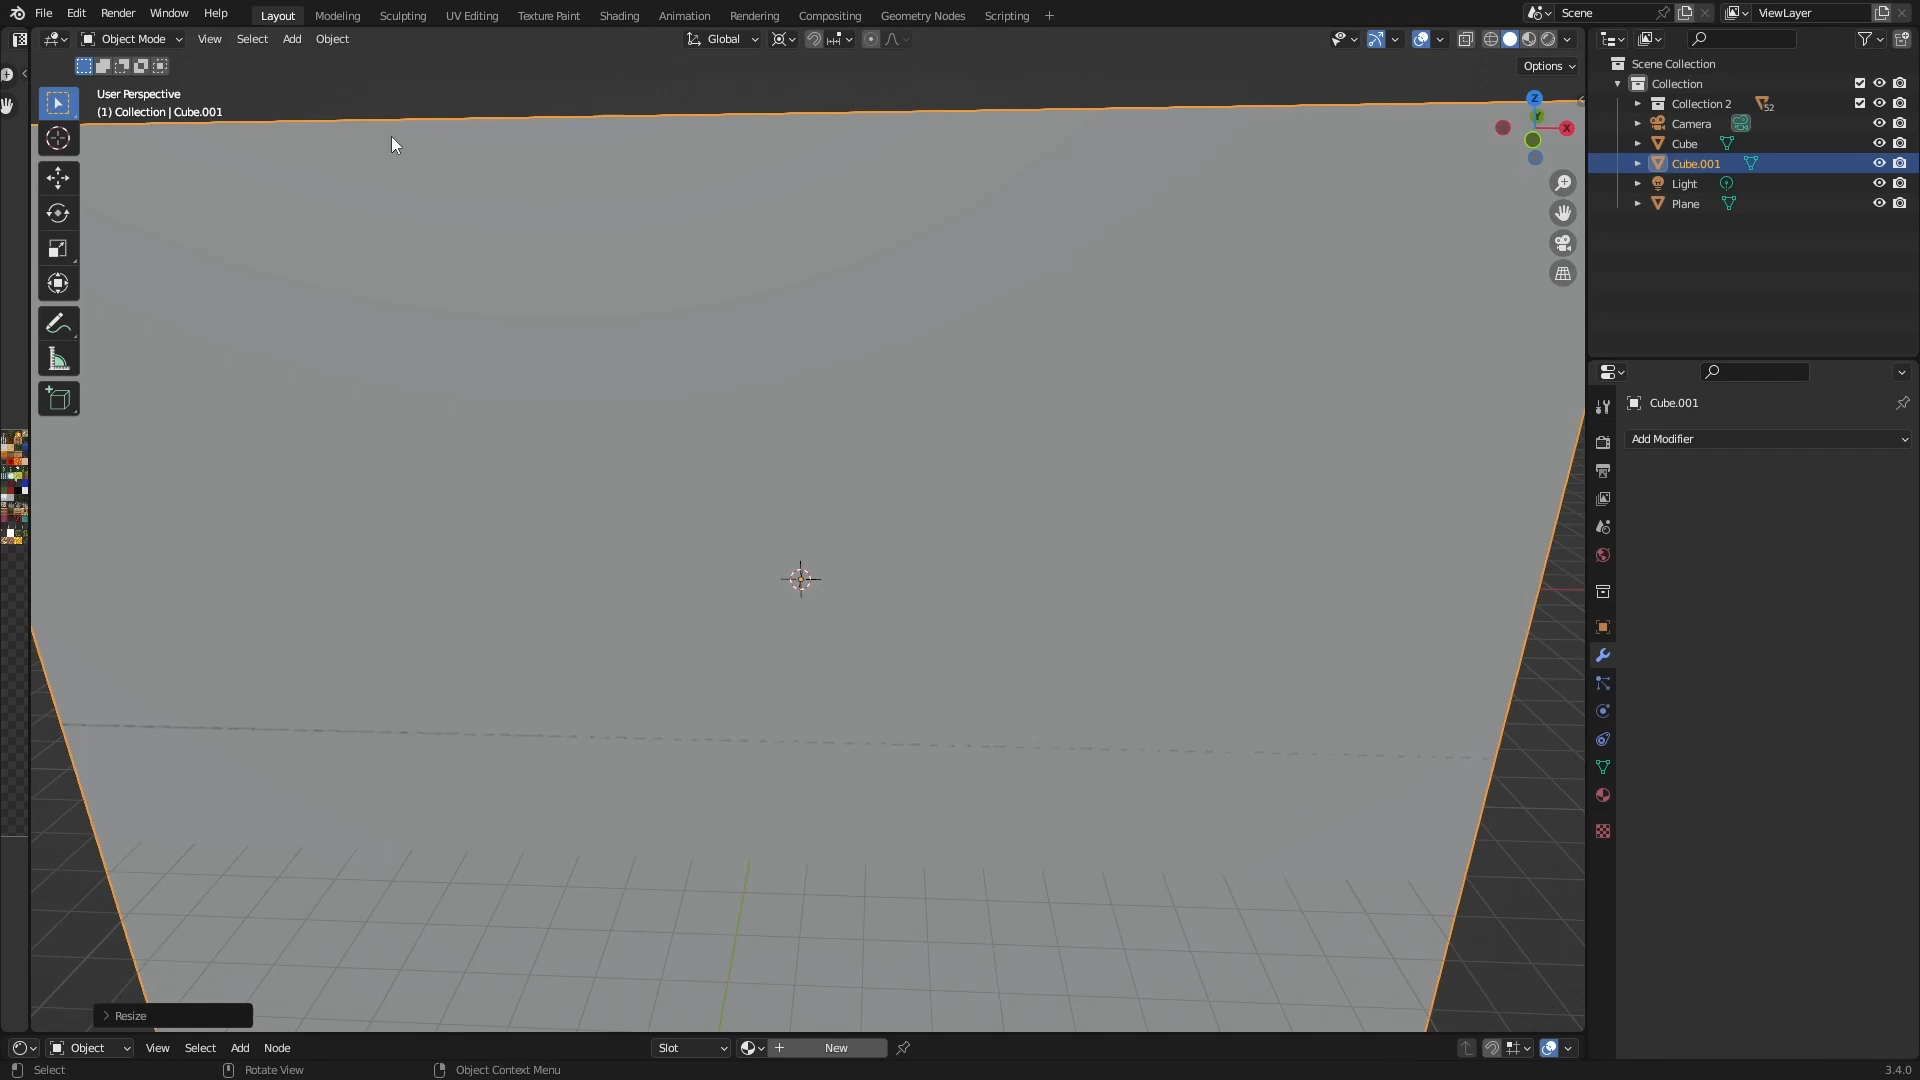 File Edit Render Window Help Layout Modeling Sculpting UV Editing Texture Paint Shading Animation Rendering Compositing Geometry Nodes Scripting + Scene ViewLayer
Object Mode View Select Add Object Global
Options
User Perspective
(1) Collection | Cube.001
Z
Y
X
Scene Collection
Collection
Collection 2 52
Camera
Cube
Cube.001
Light
Plane
Cube.001
Add Modifier
Resize
Object View Select Add Node Slot New
Select Rotate View Object Context Menu 3.4.0